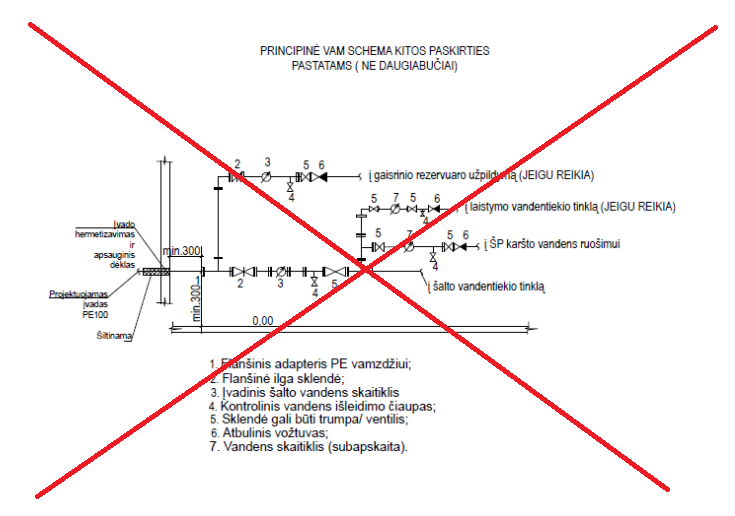 PRINCIPINĖ VAM SCHEMA KITOS PASKIRTIES
PASTATAMS ( NE DAUGIABUČIAI)
2 3 5 6
4
į gaisrinio rezervuaro užpildymą (JEIGU REIKIA)
5 7 5 6
4
į laistymo vandentiekio tinklą (JEIGU REIKIA)
5 7 5 6
4
į ŠP karšto vandens ruošimui
Įvado
hermetizavimas
ir
apsauginis
dėklas
min.300
Projektuojamas
įvadas
PE100
Šiltinama
min.300
1
2 3 4 5
į šalto vandentiekio tinklą
0,00
1. Flanšinis adapteris PE vamzdžiui;
2. Flanšinė ilga sklendė;
3. Įvadinis šalto vandens skaitiklis
4. Kontrolinis vandens išleidimo čiaupas;
5. Sklendė gali būti trumpa/ ventilis;
6. Atbulinis vožtuvas;
7. Vandens skaitiklis (subapskaita).